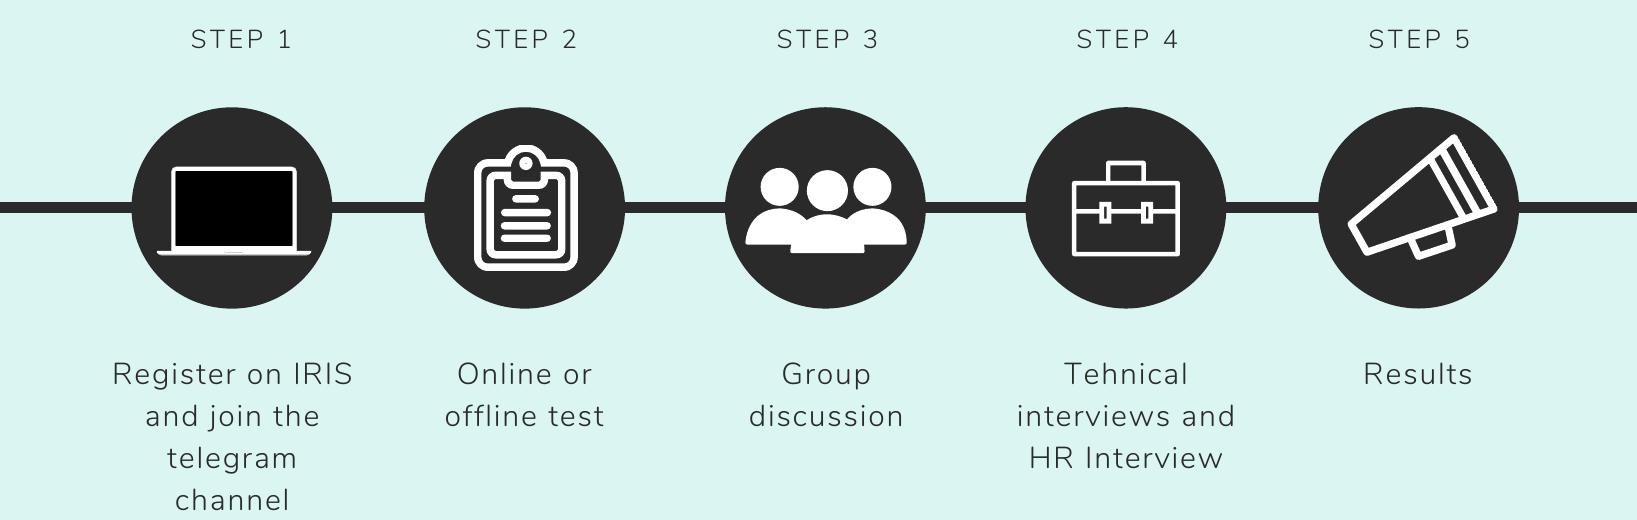 STEP 1
STEP 2
STEP 3
STEP 4
STEP 5
Register on IRIS
and join the
telegram
channel
Online or
offline test
Group
discussion
Tehnical
interviews and
HR Interview
Results